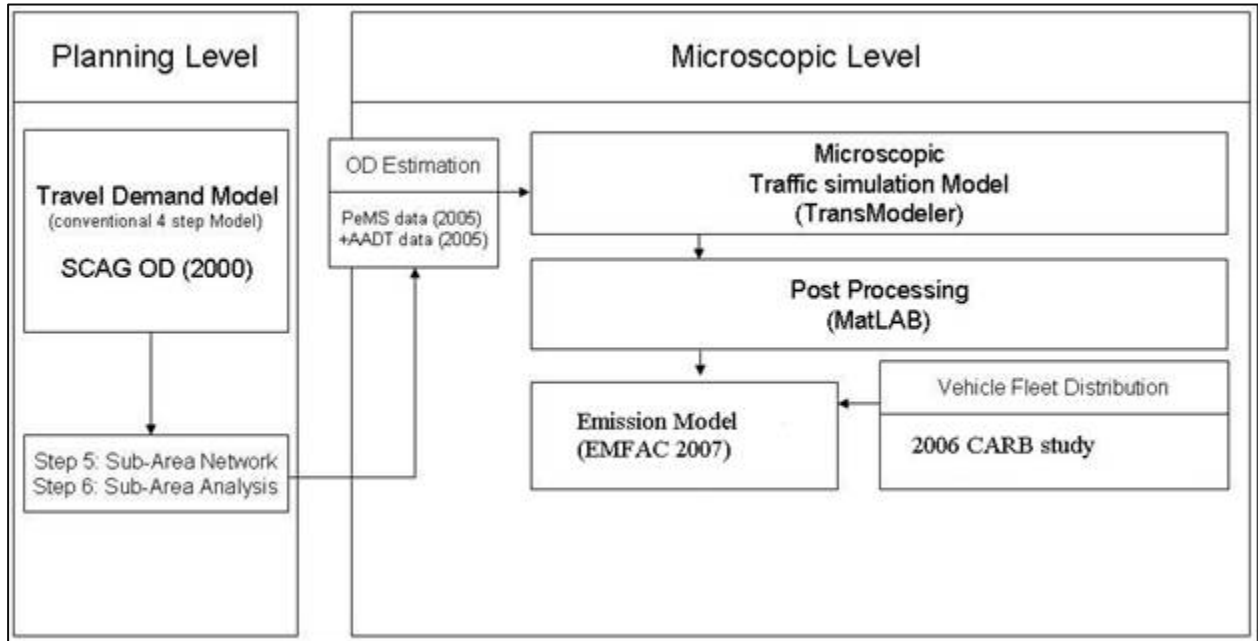 Planning Level
Travel Demand Model
(conventional 4 step Model)
SCAG OD (2000)
Step 5: Sub-Area Network
Step 6: Sub-Area Analysis
Microscopic Level
OD Estimation
PeMS data (2005)
+AADT data (2005)
Microscopic
Traffic simulation Model
(TransModeler)
Post Processing
(MatLAB)
Emission Model
(EMFAC 2007)
Vehicle Fleet Distribution
2006 CARB study